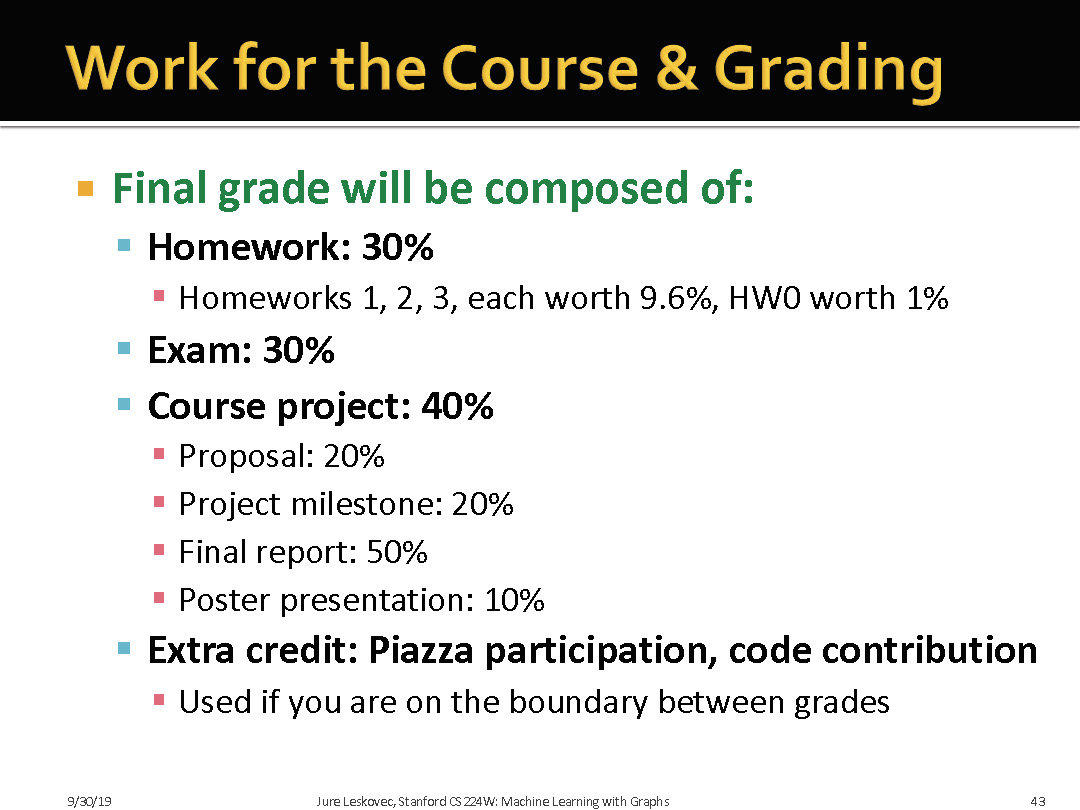 Work for the Course & Grading
Final grade will be composed of:
Homework: 30%
Homeworks 1, 2, 3, each worth 9.6%, HW0 worth 1%
Exam: 30%
Course project: 40%
Proposal: 20%
Project milestone: 20%
Final report: 50%
Poster presentation: 10%
Extra credit: Piazza participation, code contribution
Used if you are on the boundary between grades
9/30/19 Jure Leskovec, Stanford CS224W: Machine Learning with Graphs 43